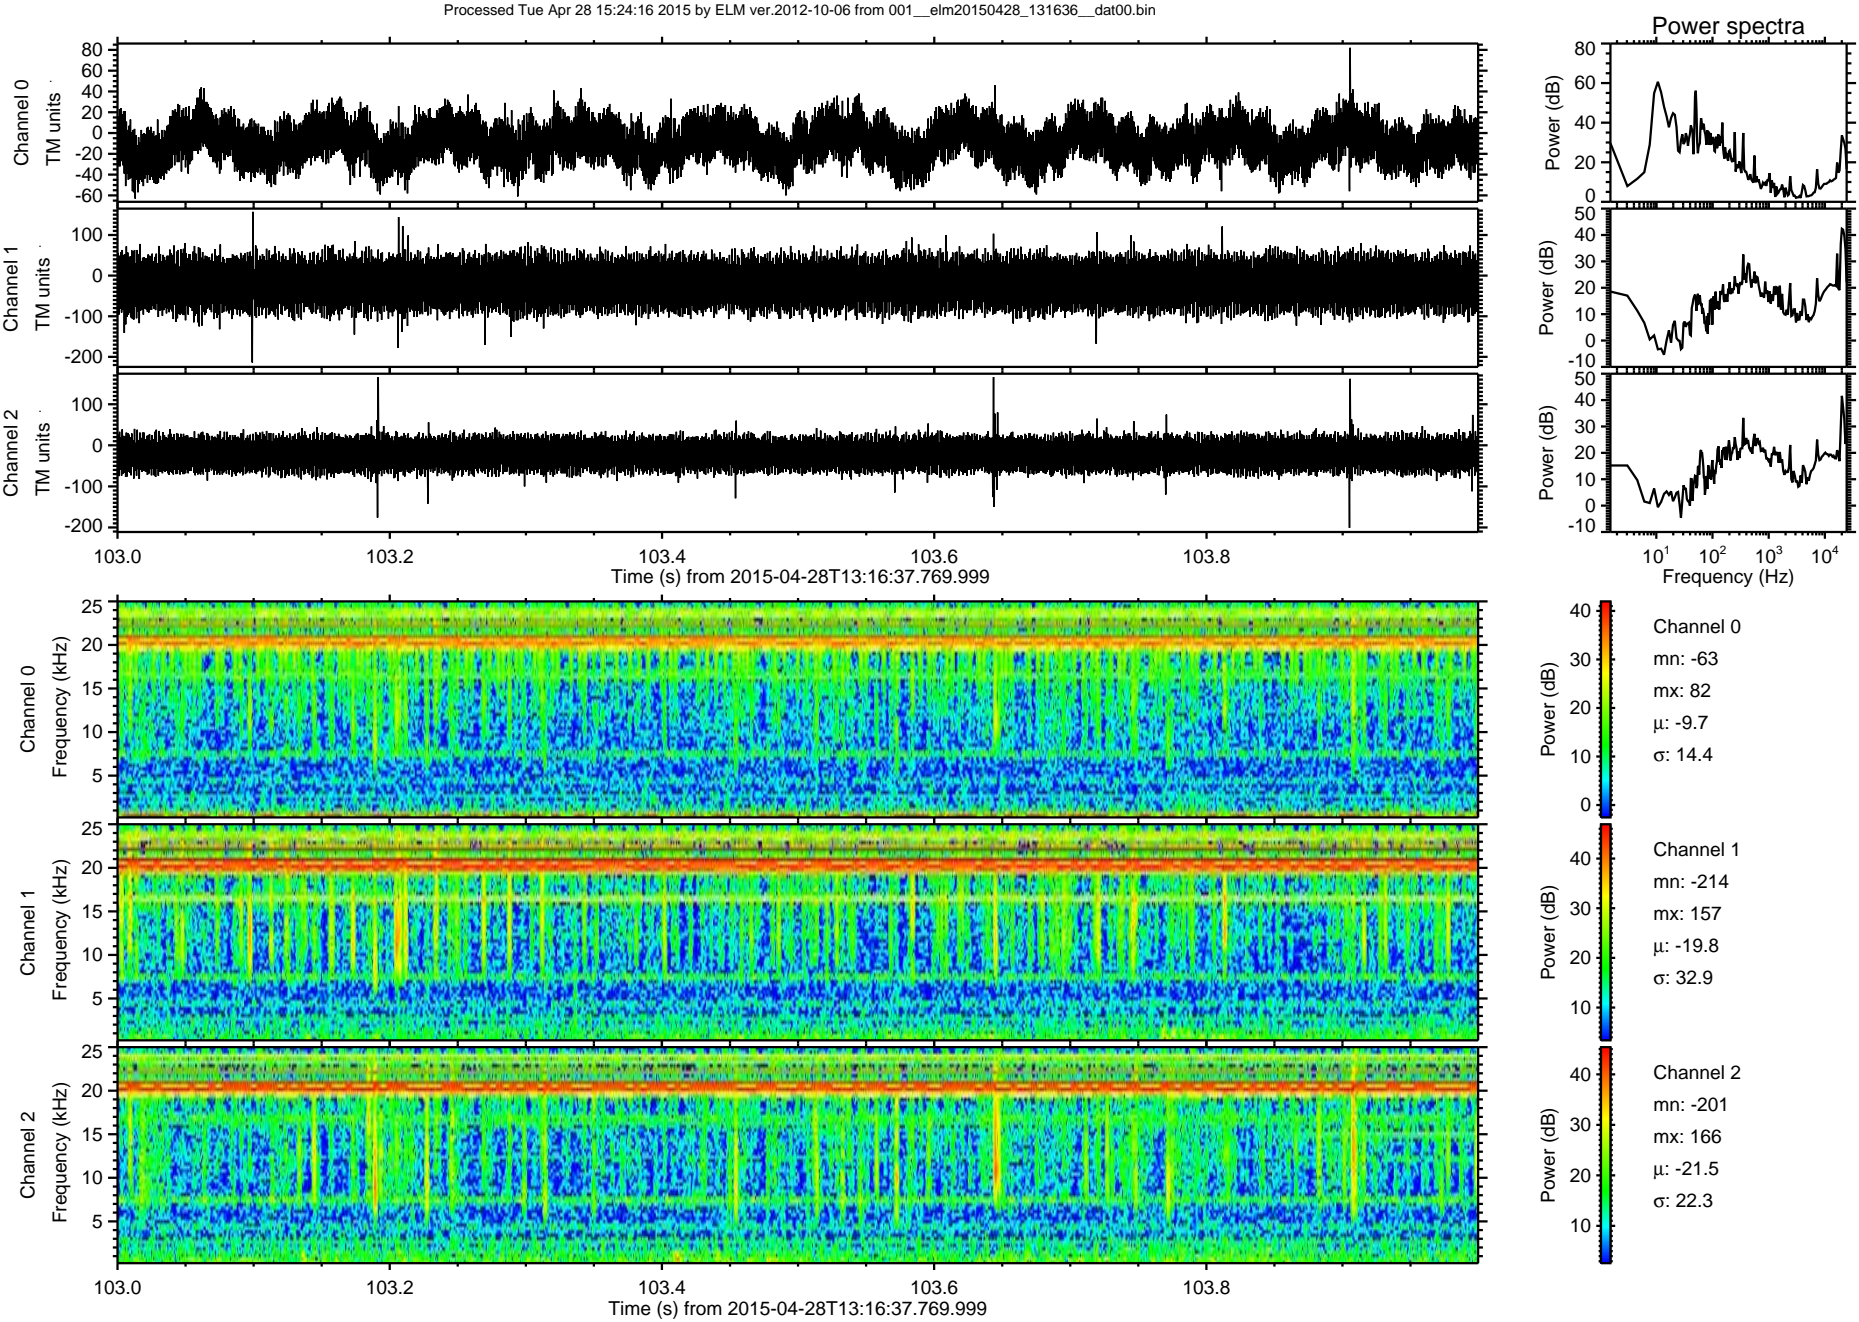 Processed Tue Apr 28 15:24:16 2015 by ELM ver.2012-10-06 from 001__elm20150428_131636__dat00.bin
Power spectra
Channel 0
TM units
80
60
40
20
0
-20
-40
-60
Power (dB)
80
60
40
20
0
Channel 1
TM units
100
0
-100
-200
Power (dB)
50
40
30
20
10
0
-10
Channel 2
TM units
100
0
-100
-200
Power (dB)
50
40
30
20
10
0
-10
103.0 103.2 103.4 103.6 103.8
Time (s) from 2015-04-28T13:16:37.769.999
10¹ 10² 10³ 10⁴
Frequency (Hz)
Channel 0
Frequency (kHz)
25
20
15
10
5
Power (dB)
40
30
20
10
0
Channel 0
mn: -63
mx: 82
μ: -9.7
σ: 14.4
Channel 1
Frequency (kHz)
25
20
15
10
5
Power (dB)
40
30
20
10
Channel 1
mn: -214
mx: 157
μ: -19.8
σ: 32.9
Channel 2
Frequency (kHz)
25
20
15
10
5
Power (dB)
40
30
20
10
Channel 2
mn: -201
mx: 166
μ: -21.5
σ: 22.3
103.0 103.2 103.4 103.6 103.8
Time (s) from 2015-04-28T13:16:37.769.999